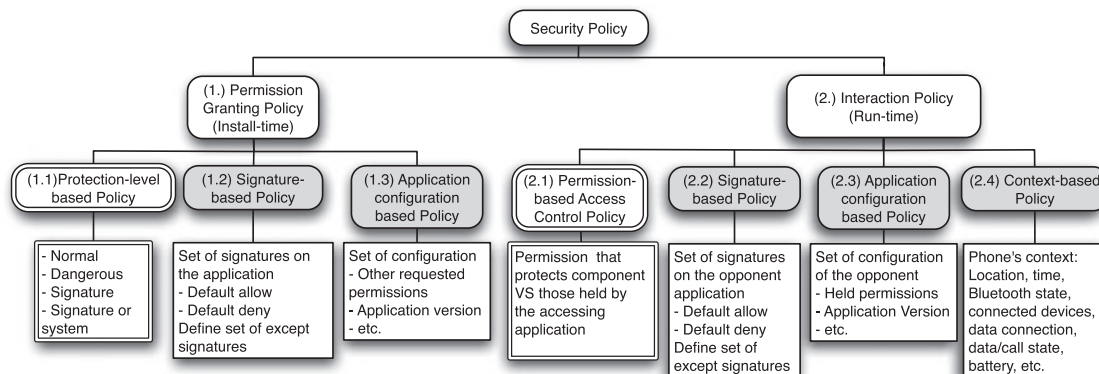 Security Policy
(1.) Permission
Granting Policy
(Install-time)
(2.) Interaction Policy
(Run-time)
(1.1)Protection-level
based Policy
(1.2) Signature-
based Policy
(1.3) Application
configuration
based Policy
(2.1) Permission-
based Access
Control Policy
(2.2) Signature-
based Policy
(2.3) Application
configuration
based Policy
(2.4) Context-based
Policy
- Normal
- Dangerous
- Signature
- Signature or
system
Set of signatures on
the application
- Default allow
- Default deny
Define set of except
signatures
Set of configuration
- Other requested
permissions
- Application version
- etc.
Permission that
protects component
VS those held by
the accessing
application
Set of signatures
on the opponent
application
- Default allow
- Default deny
Define set of
except signatures
Set of configuration
of the opponent
- Held permissions
- Application Version
- etc.
Phone's context:
Location, time,
Bluetooth state,
connected devices,
data connection,
data/call state,
battery, etc.